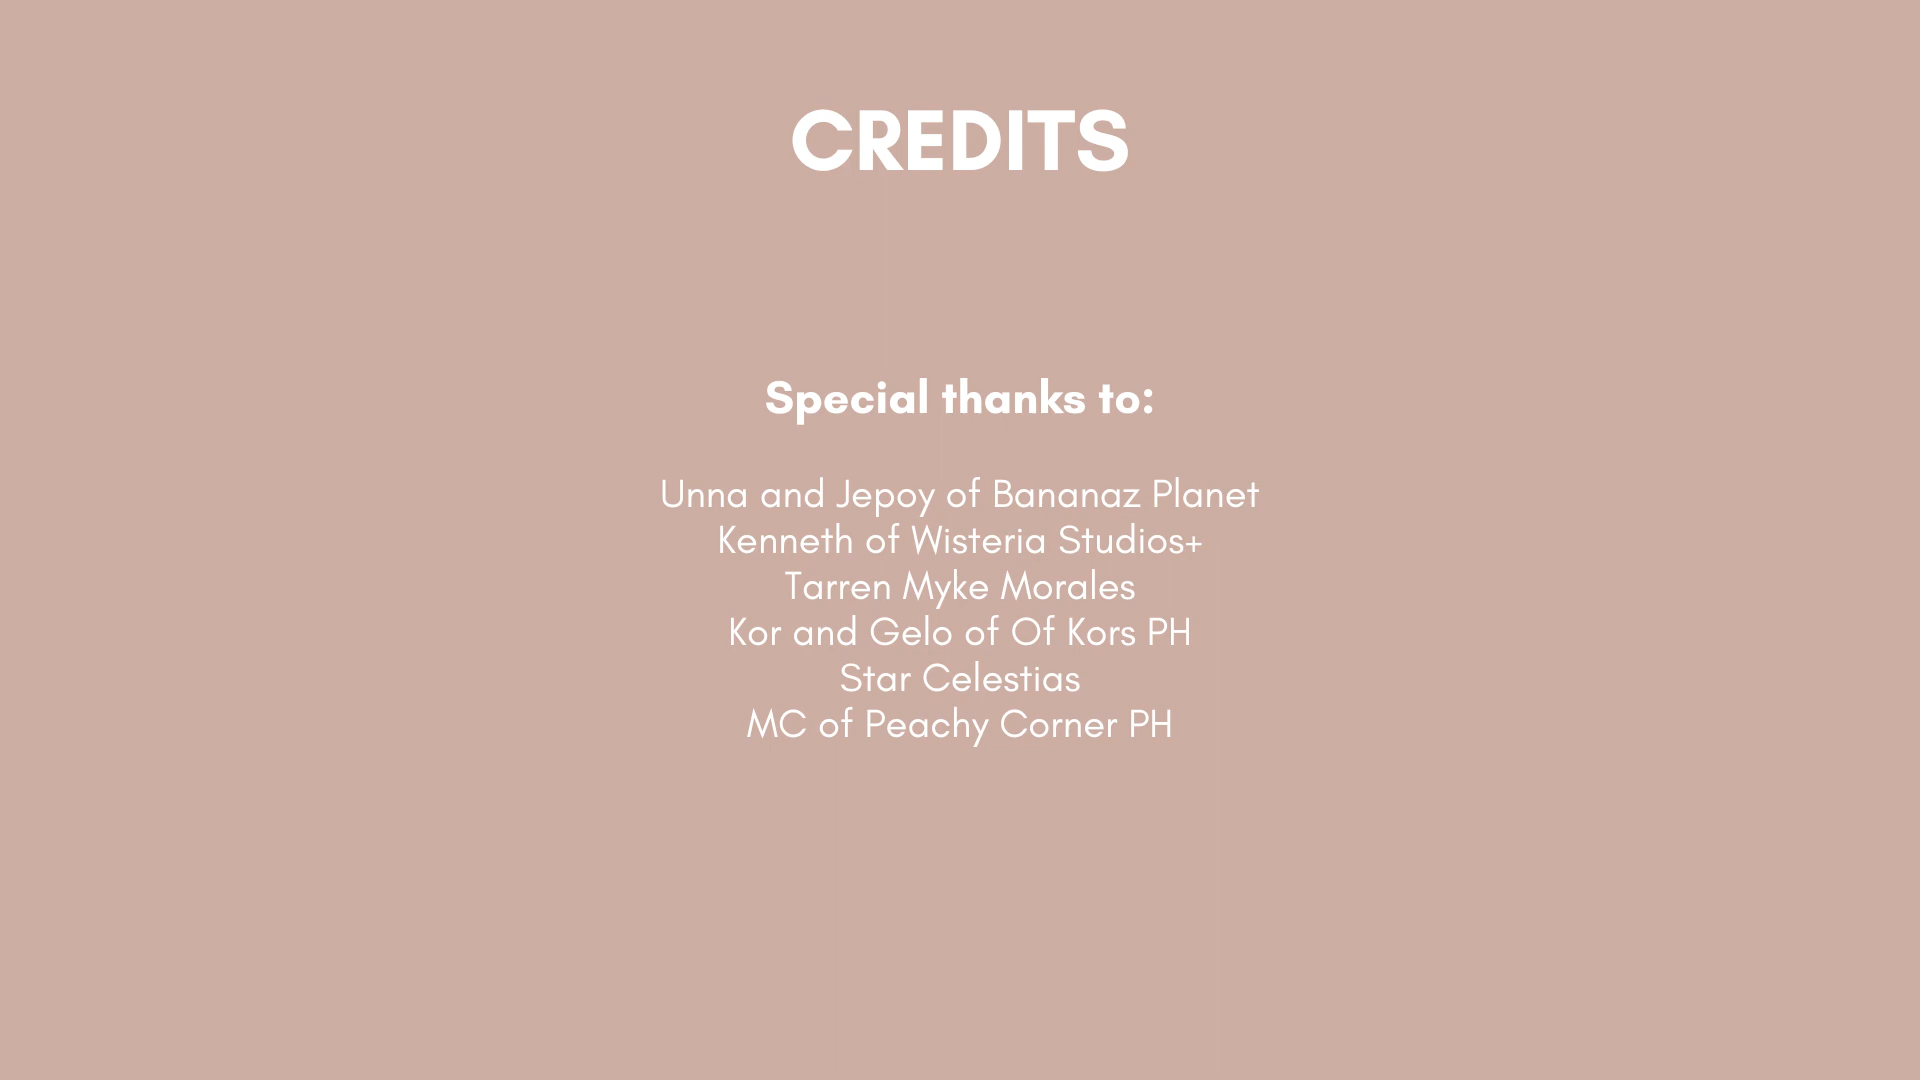 CREDITS
Special thanks to:
Unna and Jepoy of Bananaz Planet
Kenneth of Wisteria Studios+
Tarren Myke Morales
Kor and Gelo of Of Kors PH
Star Celestias
MC of Peachy Corner PH